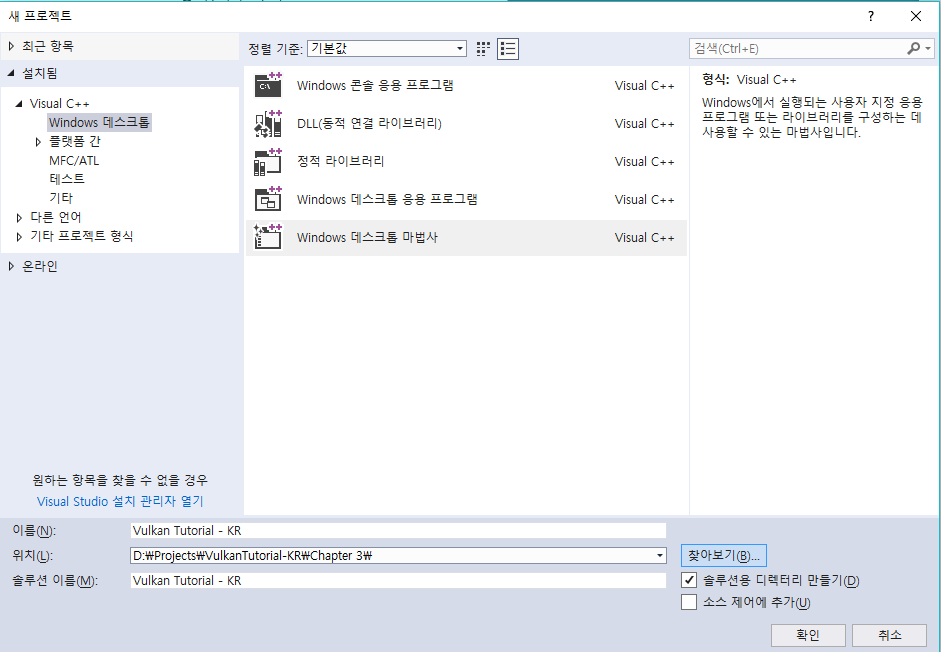 새 프로젝트
?
최근 항목
설치됨
Visual C++
Windows 데스크톱
플랫폼 간
MFC/ATL
테스트
기타
다른 언어
기타 프로젝트 형식
온라인
원하는 항목을 찾을 수 없을 경우
Visual Studio 설치 관리자 열기
정렬 기준: 기본값
Windows 콘솔 응용 프로그램 Visual C++
DLL(동적 연결 라이브러리) Visual C++
정적 라이브러리 Visual C++
Windows 데스크톱 응용 프로그램 Visual C++
Windows 데스크톱 마법사 Visual C++
검색(Ctrl+E)
형식: Visual C++
Windows에서 실행되는 사용자 지정 응용
프로그램 또는 라이브러리를 구성하는 데
사용할 수 있는 마법사입니다.
이름(N): Vulkan Tutorial - KR
위치(L): D:₩Projects₩VulkanTutorial-KR₩Chapter 3₩ 찾아보기(B)...
솔루션 이름(M): Vulkan Tutorial - KR
솔루션용 디렉터리 만들기(D)
소스 제어에 추가(U)
확인 취소